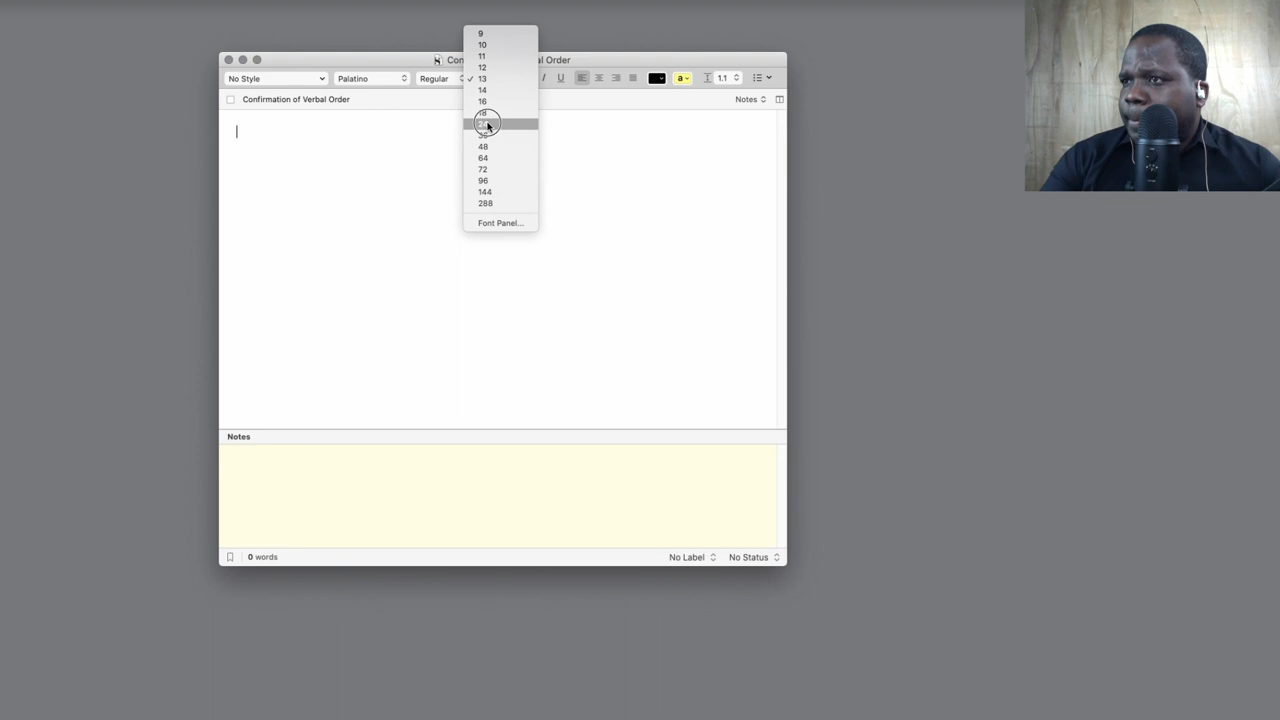 9
10
11
12
13
14
16
18
48
64
72
96
144
288
Font Panel...
Con al Order
No Style Palatino Regular U a 1.1
Confirmation of Verbal Order Notes
Notes
0 words No Label No Status